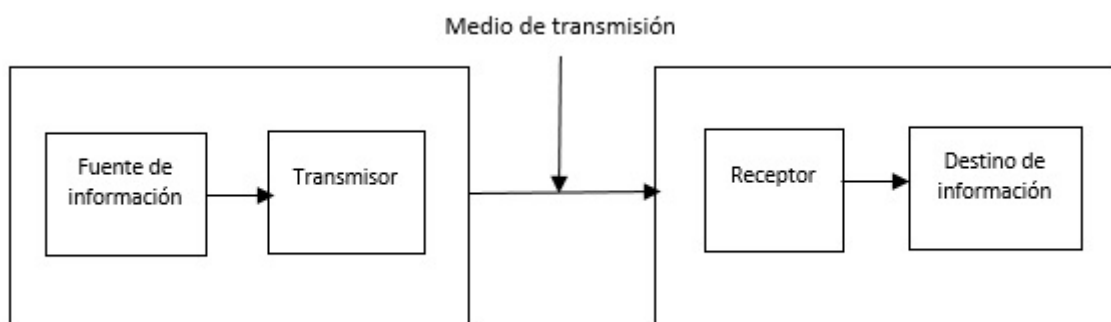 Medio de transmisión
Fuente de
información
Transmisor
Receptor
Destino de
información